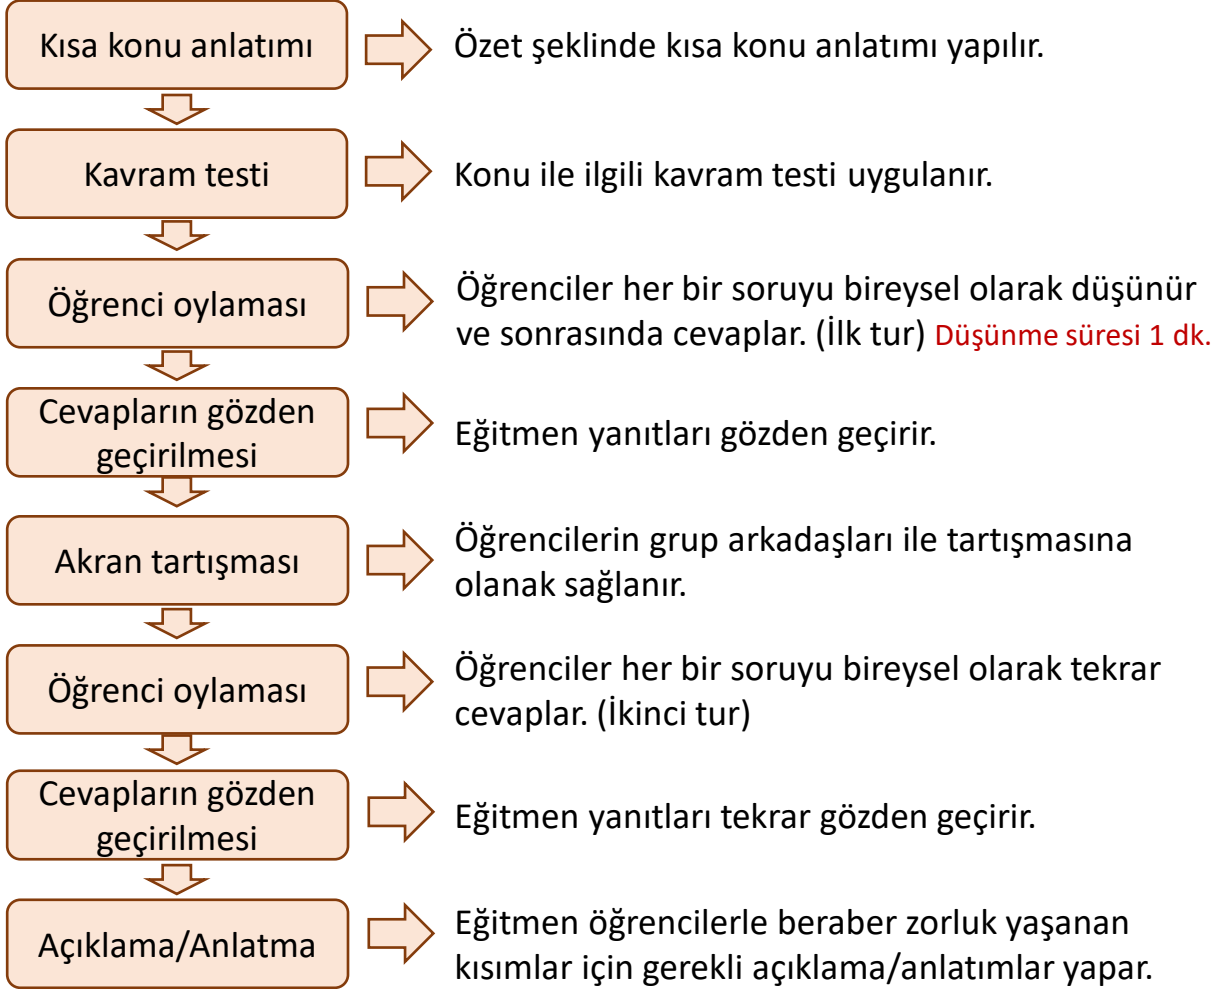 Kısa konu anlatımı
Özet şeklinde kısa konu anlatımı yapılır.
Kavram testi
Konu ile ilgili kavram testi uygulanır.
Öğrenci oylaması
Öğrenciler her bir soruyu bireysel olarak düşünür
ve sonrasında cevaplar. (İlk tur) Düşünme süresi 1 dk.
Cevapların gözden
geçirilmesi
Eğitmen yanıtları gözden geçirir.
Akran tartışması
Öğrencilerin grup arkadaşları ile tartışmasına
olanak sağlanır.
Öğrenci oylaması
Öğrenciler her bir soruyu bireysel olarak tekrar
cevaplar. (İkinci tur)
Cevapların gözden
geçirilmesi
Eğitmen yanıtları tekrar gözden geçirir.
Açıklama/Anlatma
Eğitmen öğrencilerle beraber zorluk yaşanan
kısımlar için gerekli açıklama/anlatımlar yapar.